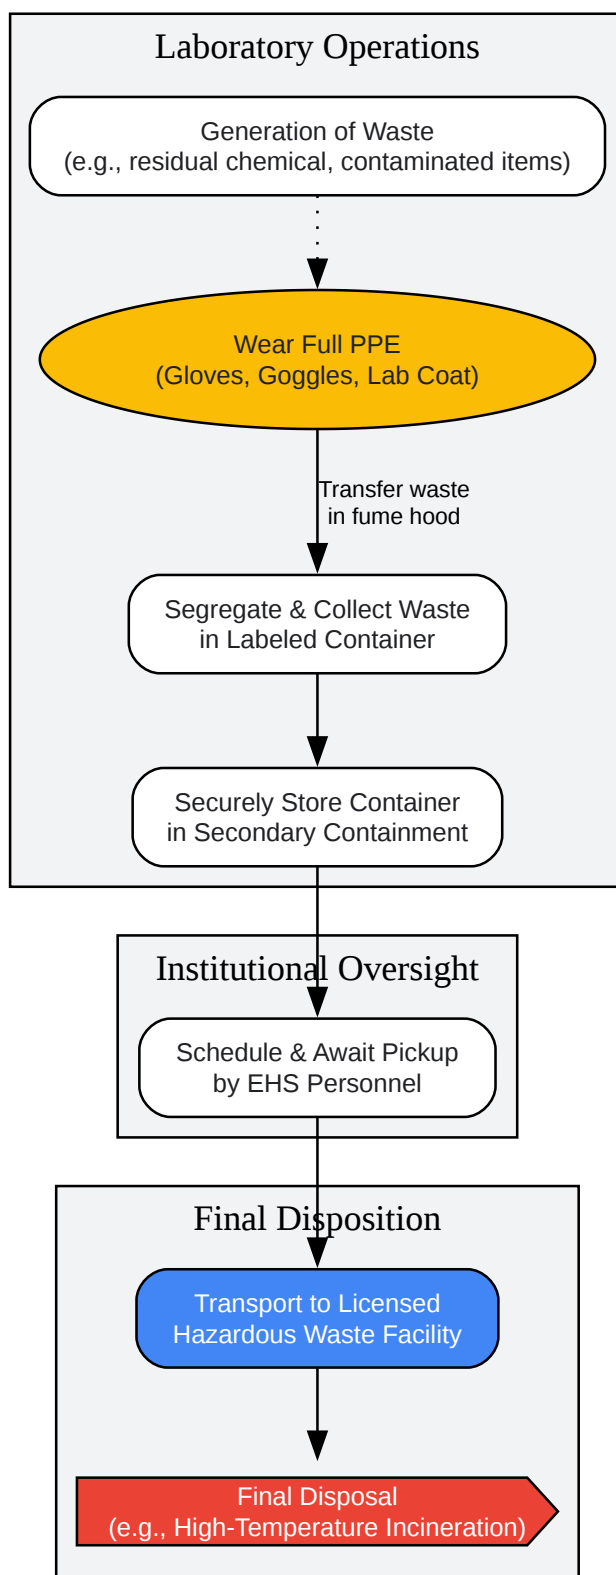 Laboratory Operations
Generation of Waste
(e.g., residual chemical, contaminated items)
Wear Full PPE
(Gloves, Goggles, Lab Coat)
Transfer waste
in fume hood
Segregate & Collect Waste
in Labeled Container
Securely Store Container
in Secondary Containment
Institutional Oversight
Schedule & Await Pickup
by EHS Personnel
Final Disposition
Transport to Licensed
Hazardous Waste Facility
Final Disposal
(e.g., High-Temperature Incineration)